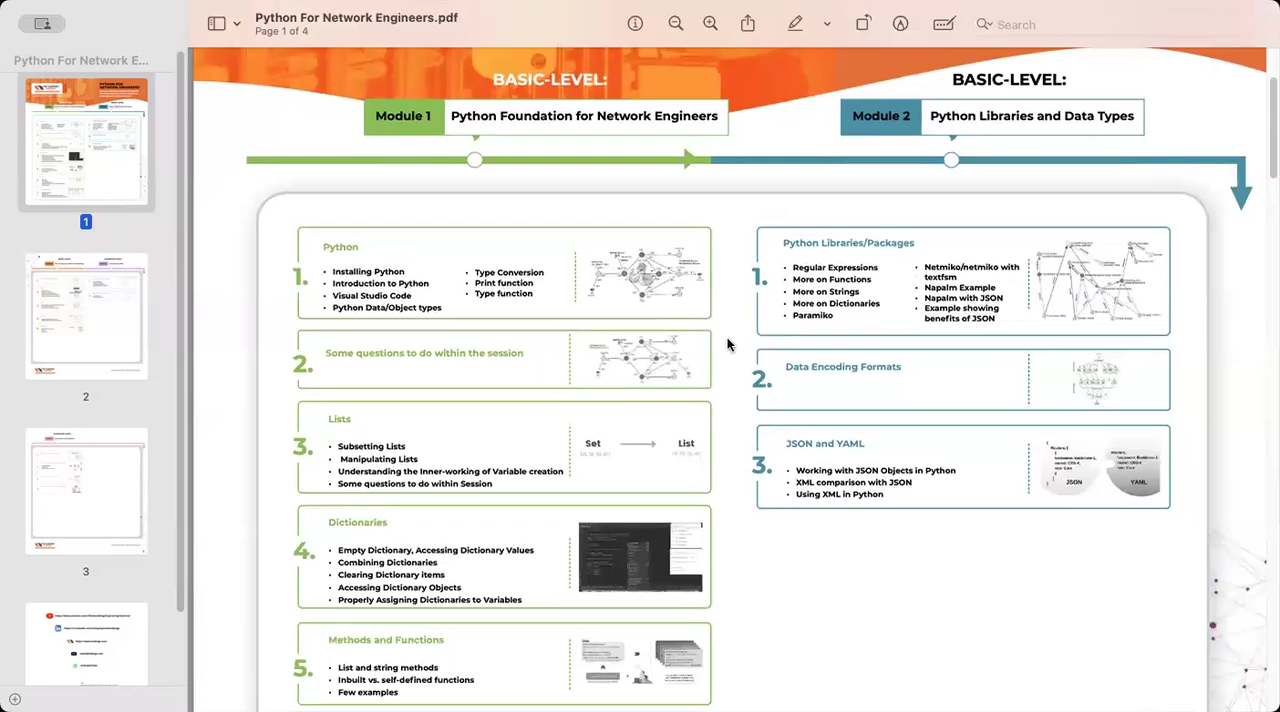 Python For Network Engineers.pdf
Page 1 of 4
Search
Python For Network E...
1
2
3
BASIC-LEVEL:
Module 1
Python Foundation for Network Engineers
BASIC-LEVEL:
Module 2
Python Libraries and Data Types
1.
Python
• Installing Python
• Introduction to Python
• Visual Studio Code
• Python Data/Object types
• Type Conversion
• Print function
• Type function
2.
Some questions to do within the session
3.
Lists
• Subsetting Lists
• Manipulating Lists
• Understanding the Inner-working of Variable creation
• Some questions to do within Session
Set
List
4.
Dictionaries
• Empty Dictionary, Accessing Dictionary Values
• Combining Dictionaries
• Clearing Dictionary items
• Accessing Dictionary Objects
• Properly Assigning Dictionaries to Variables
5.
Methods and Functions
• List and string methods
• Inbuilt vs. self-defined functions
• Few examples
1.
Python Libraries/Packages
• Regular Expressions
• More on Functions
• More on Strings
• More on Dictionaries
• Paramiko
• Netmiko/netmiko with
textfsm
• Napalm Example
• Napalm with JSON
• Example showing
benefits of JSON
2.
Data Encoding Formats
3.
JSON and YAML
• Working with JSON Objects in Python
• XML comparison with JSON
• Using XML in Python
JSON
YAML